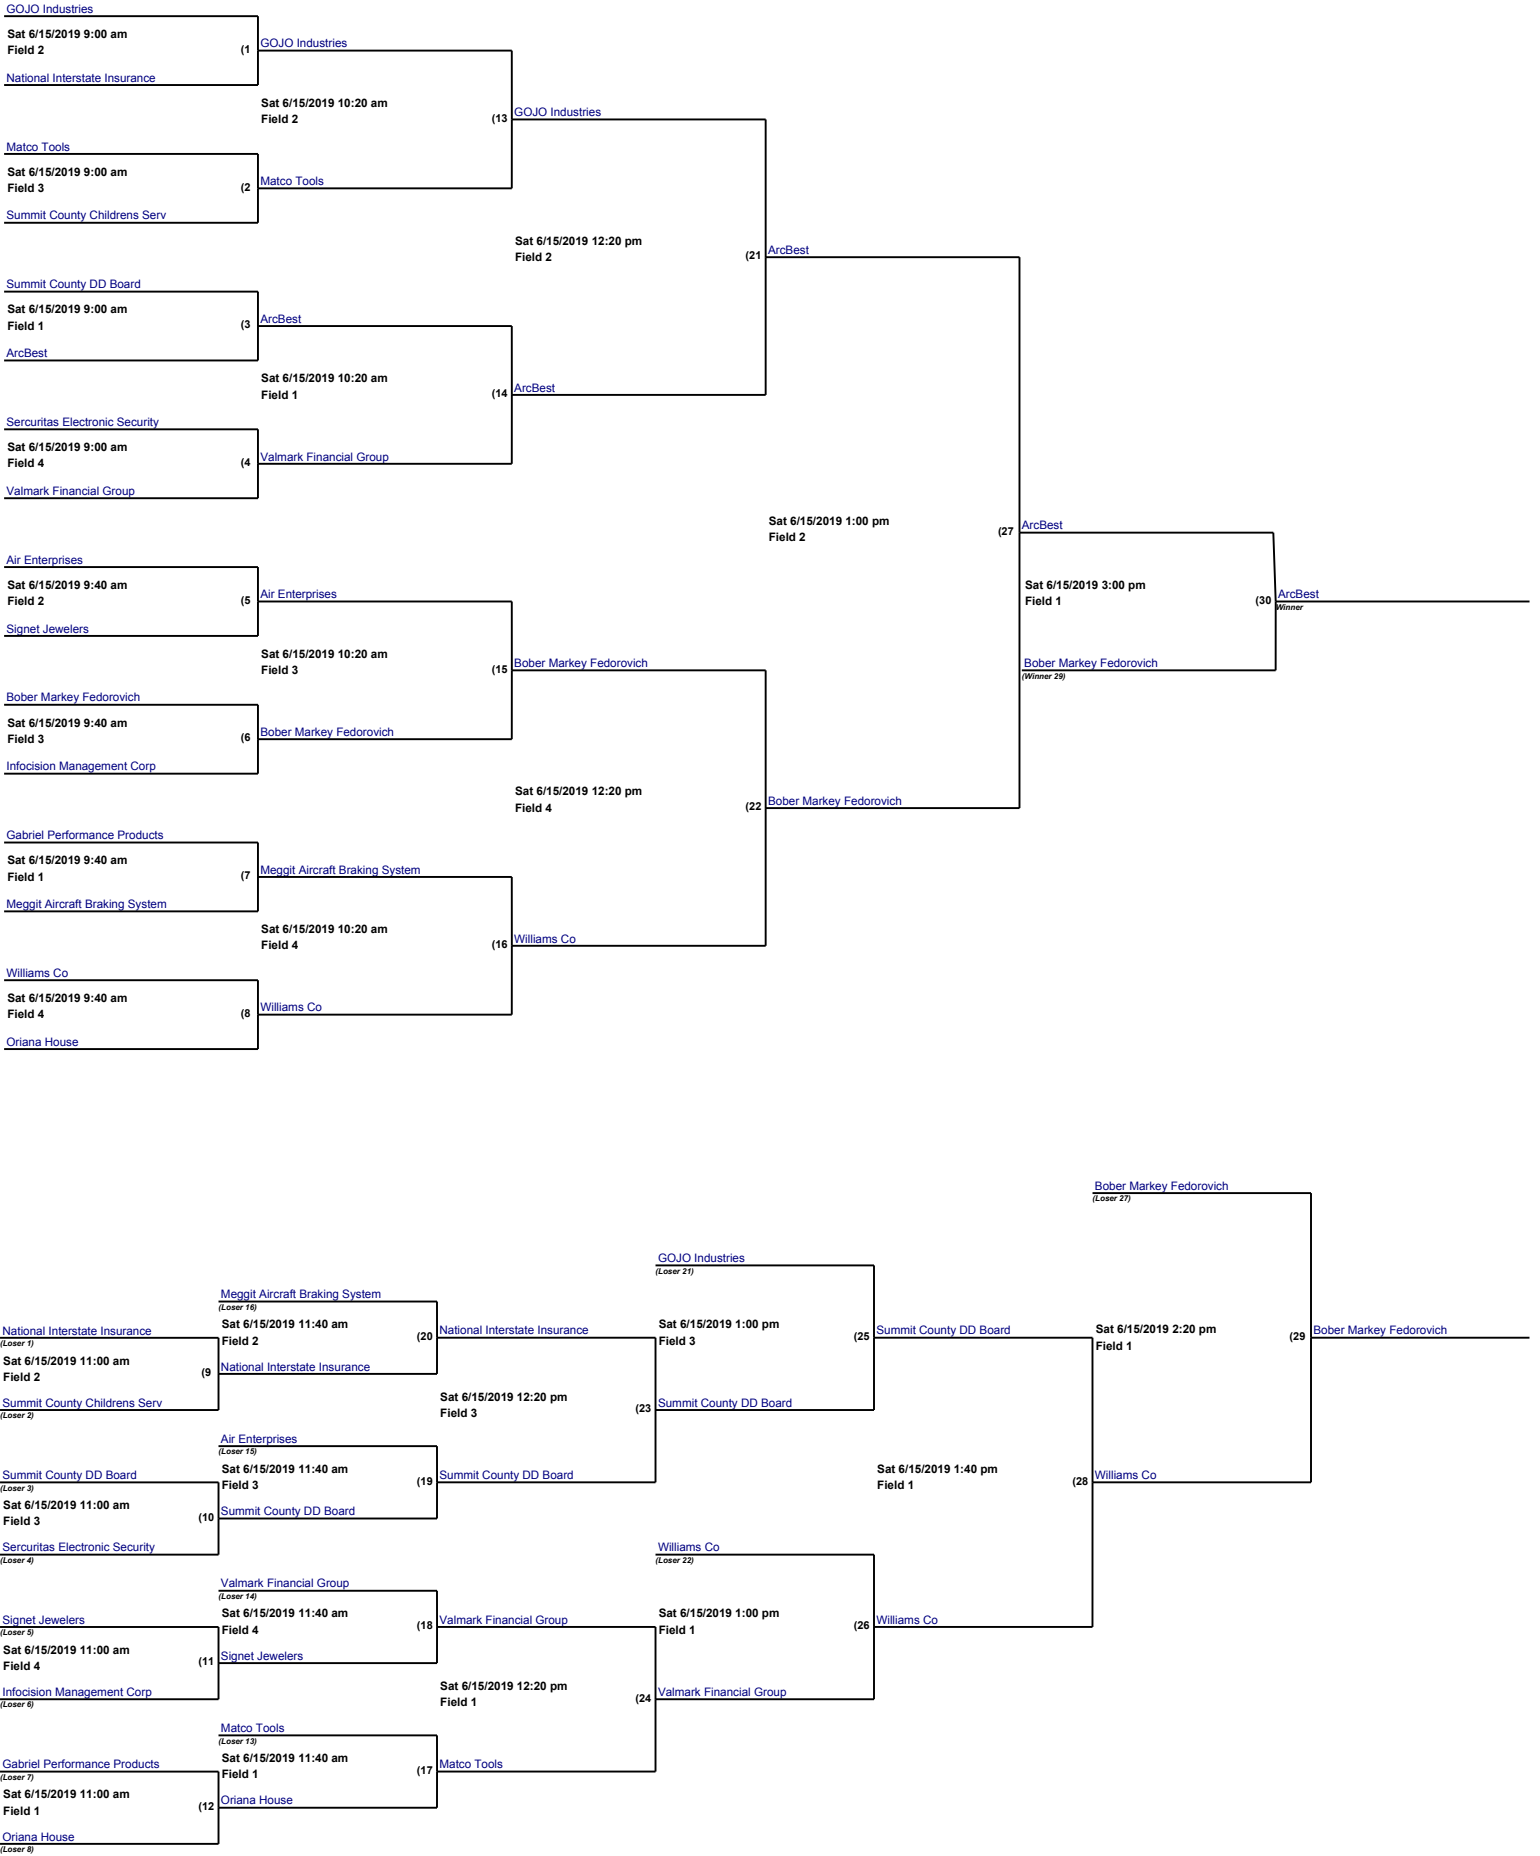 GOJO Industries
Sat 6/15/2019 9:00 am
Field 2
(1
GOJO Industries
National Interstate Insurance
Sat 6/15/2019 10:20 am
Field 2
(13
GOJO Industries
Matco Tools
Sat 6/15/2019 9:00 am
Field 3
(2
Matco Tools
Summit County Childrens Serv
Sat 6/15/2019 12:20 pm
Field 2
(21
ArcBest
Summit County DD Board
Sat 6/15/2019 9:00 am
Field 1
(3
ArcBest
ArcBest
Sat 6/15/2019 10:20 am
Field 1
(14
ArcBest
Sercuritas Electronic Security
Sat 6/15/2019 9:00 am
Field 4
(4
Valmark Financial Group
Valmark Financial Group
Sat 6/15/2019 1:00 pm
Field 2
(27
ArcBest
Air Enterprises
Sat 6/15/2019 9:40 am
Field 2
(5
Air Enterprises
Sat 6/15/2019 3:00 pm
Field 1
(30
ArcBest
Winner
Signet Jewelers
Sat 6/15/2019 10:20 am
Field 3
(15
Bober Markey Fedorovich
Bober Markey Fedorovich
(Winner 29)
Bober Markey Fedorovich
Sat 6/15/2019 9:40 am
Field 3
(6
Bober Markey Fedorovich
Infocision Management Corp
Sat 6/15/2019 12:20 pm
Field 4
(22
Bober Markey Fedorovich
Gabriel Performance Products
Sat 6/15/2019 9:40 am
Field 1
(7
Meggit Aircraft Braking System
Meggit Aircraft Braking System
Sat 6/15/2019 10:20 am
Field 4
(16
Williams Co
Williams Co
Sat 6/15/2019 9:40 am
Field 4
(8
Williams Co
Oriana House
Bober Markey Fedorovich
(Loser 27)
GOJO Industries
(Loser 21)
Meggit Aircraft Braking System
(Loser 16)
Sat 6/15/2019 11:40 am
Field 2
(20
National Interstate Insurance
Sat 6/15/2019 1:00 pm
Field 3
(25
Summit County DD Board
Sat 6/15/2019 2:20 pm
Field 1
(29
Bober Markey Fedorovich
National Interstate Insurance
(Loser 1)
Sat 6/15/2019 11:00 am
Field 2
(9
National Interstate Insurance
Summit County Childrens Serv
(Loser 2)
Sat 6/15/2019 12:20 pm
Field 3
(23
Summit County DD Board
Air Enterprises
(Loser 15)
Sat 6/15/2019 11:40 am
Field 3
(19
Summit County DD Board
Summit County DD Board
(Loser 3)
Sat 6/15/2019 11:00 am
Field 3
(10
Summit County DD Board
Sercuritas Electronic Security
(Loser 4)
Sat 6/15/2019 1:40 pm
Field 1
(28
Williams Co
Williams Co
(Loser 22)
Valmark Financial Group
(Loser 14)
Sat 6/15/2019 11:40 am
Field 4
(18
Valmark Financial Group
Sat 6/15/2019 1:00 pm
Field 1
(26
Williams Co
Signet Jewelers
(Loser 5)
Sat 6/15/2019 11:00 am
Field 4
(11
Signet Jewelers
Infocision Management Corp
(Loser 6)
Sat 6/15/2019 12:20 pm
Field 1
(24
Valmark Financial Group
Matco Tools
(Loser 13)
Sat 6/15/2019 11:40 am
Field 1
(17
Matco Tools
Gabriel Performance Products
(Loser 7)
Sat 6/15/2019 11:00 am
Field 1
(12
Oriana House
Oriana House
(Loser 8)